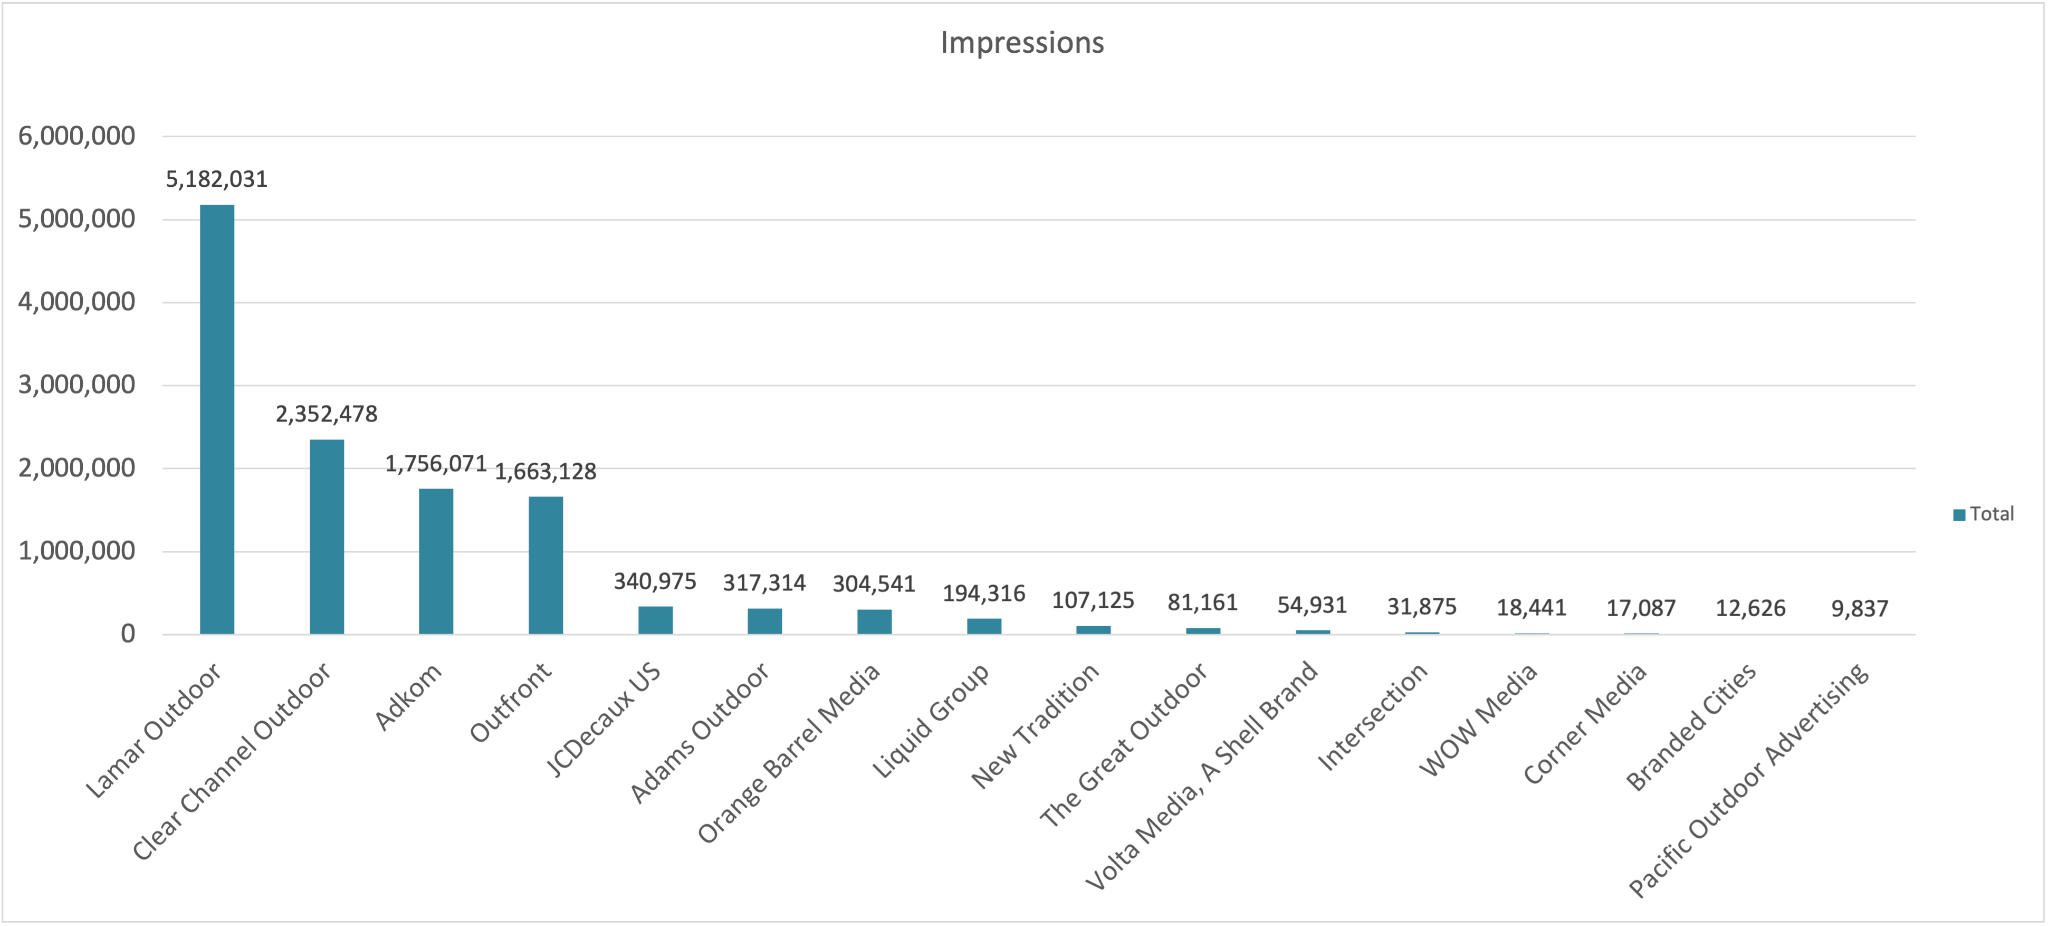 Impressions
6,000,000
5,000,000
4,000,000
3,000,000
2,000,000
1,000,000
0
5,182,031
2,352,478
1,756,071
1,663,128
340,975
317,314
304,541
194,316
107,125
81,161
54,931
31,875
18,441
17,087
12,626
9,837
Lamar Outdoor
Clear Channel Outdoor
Adkom
Outfront
JCDecaux US
Adams Outdoor
Orange Barrel Media
Liquid Group
New Tradition
The Great Outdoor
Volta Media, A Shell Brand
Intersection
WOW Media
Corner Media
Branded Cities
Pacific Outdoor Advertising
Total